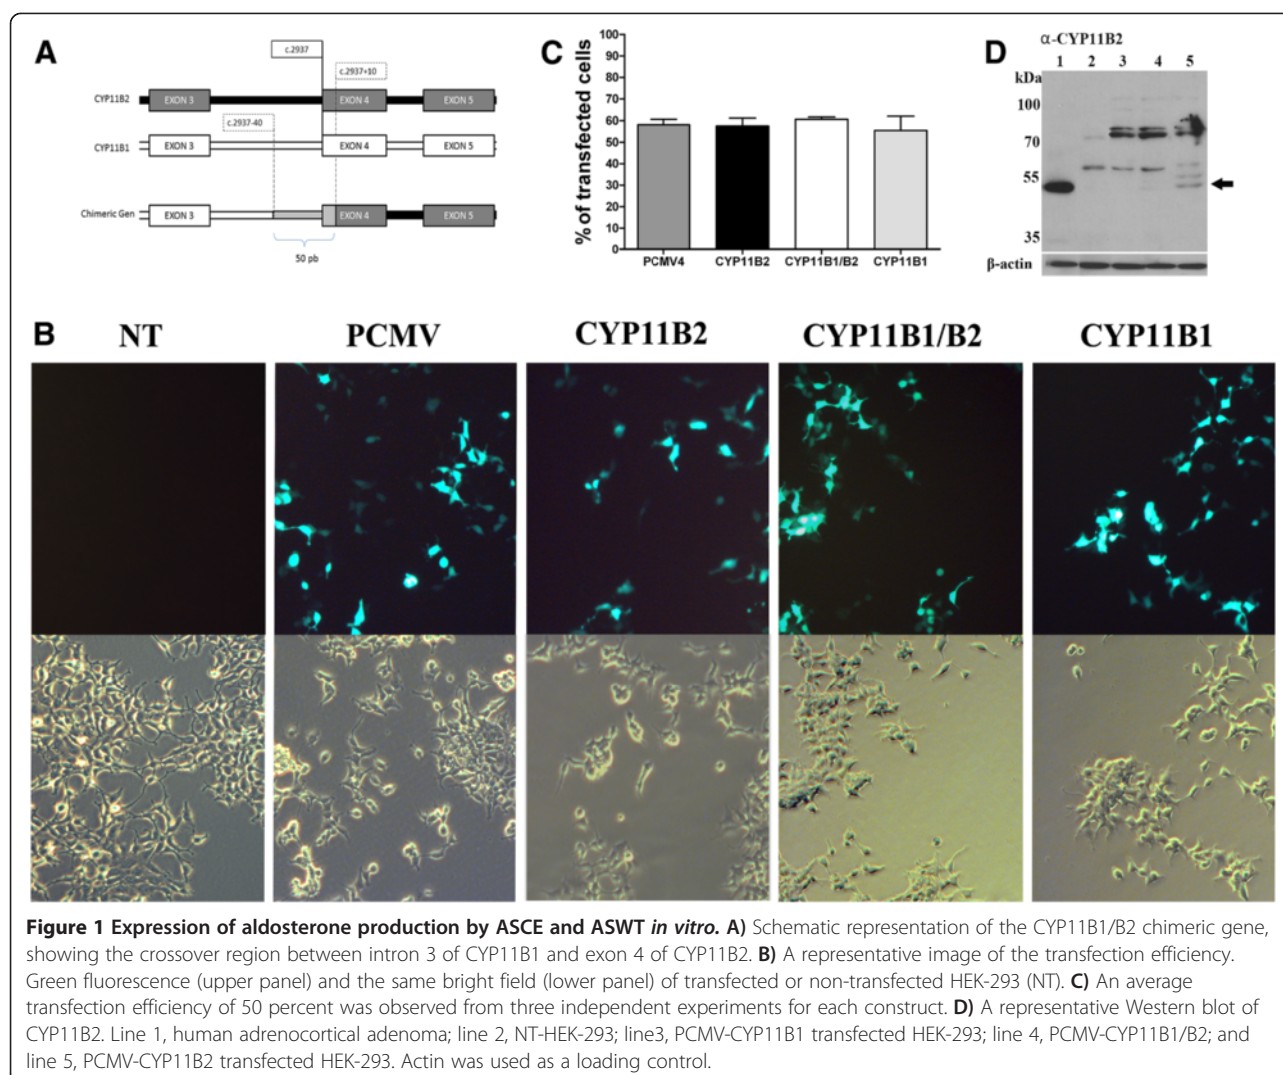 A
c.2937
c.2937+10
CYP11B2
EXON 3
EXON 4
EXON 5
c.2937-40
CYP11B1
EXON 3
EXON 4
EXON 5
Chimeric Gen
EXON 3
EXON 4
EXON 5
50 pb
C
% of transfected cells
100
90
80
70
60
50
40
30
20
10
0
PCMV4
CYP11B2
CYP11B1/B2
CYP11B1
D
α-CYP11B2
1 2 3 4 5
kDa
100
70
55
35
β-actin
B
NT
PCMV
CYP11B2
CYP11B1/B2
CYP11B1
Figure 1 Expression of aldosterone production by ASCE and ASWT in vitro. A) Schematic representation of the CYP11B1/B2 chimeric gene,
showing the crossover region between intron 3 of CYP11B1 and exon 4 of CYP11B2. B) A representative image of the transfection efficiency.
Green fluorescence (upper panel) and the same bright field (lower panel) of transfected or non-transfected HEK-293 (NT). C) An average
transfection efficiency of 50 percent was observed from three independent experiments for each construct. D) A representative Western blot of
CYP11B2. Line 1, human adrenocortical adenoma; line 2, NT-HEK-293; line3, PCMV-CYP11B1 transfected HEK-293; line 4, PCMV-CYP11B1/B2; and
line 5, PCMV-CYP11B2 transfected HEK-293. Actin was used as a loading control.